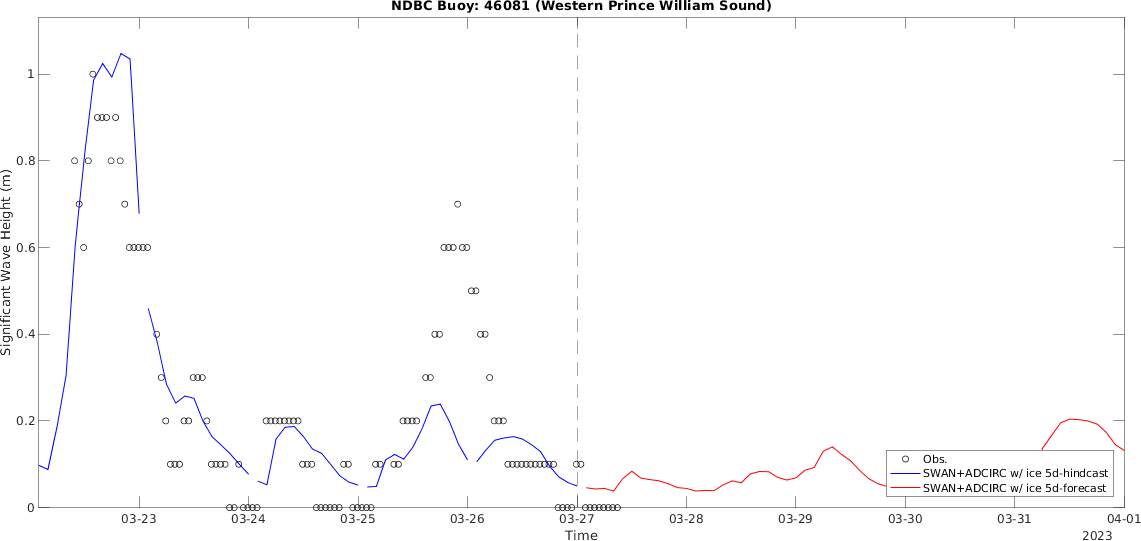 NDBC Buoy: 46081 (Western Prince William Sound)
Significant Wave Height (m)
1
0.8
0.6
0.4
0.2
0
Obs.
SWAN+ADCIRC w/ ice 5d-hindcast
SWAN+ADCIRC w/ ice 5d-forecast
03-23 03-24 03-25 03-26 03-27 03-28 03-29 03-30 03-31 04-01
Time
2023